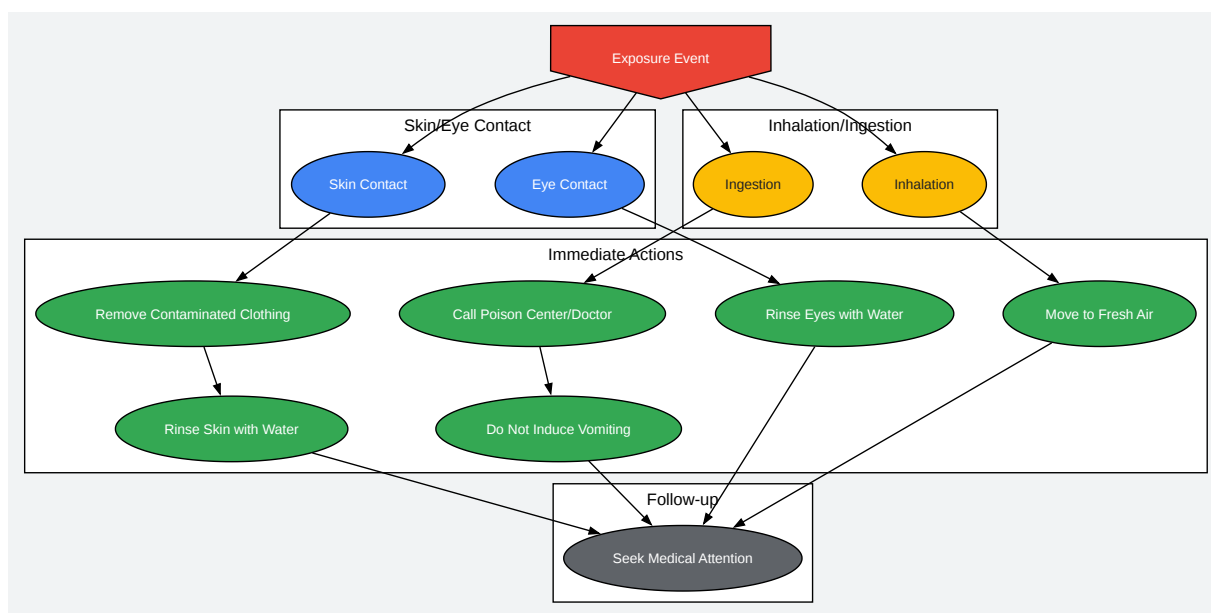 Exposure Event
Skin/Eye Contact
Inhalation/Ingestion
Skin Contact
Eye Contact
Ingestion
Inhalation
Immediate Actions
Remove Contaminated Clothing
Call Poison Center/Doctor
Rinse Eyes with Water
Move to Fresh Air
Rinse Skin with Water
Do Not Induce Vomiting
Follow-up
Seek Medical Attention